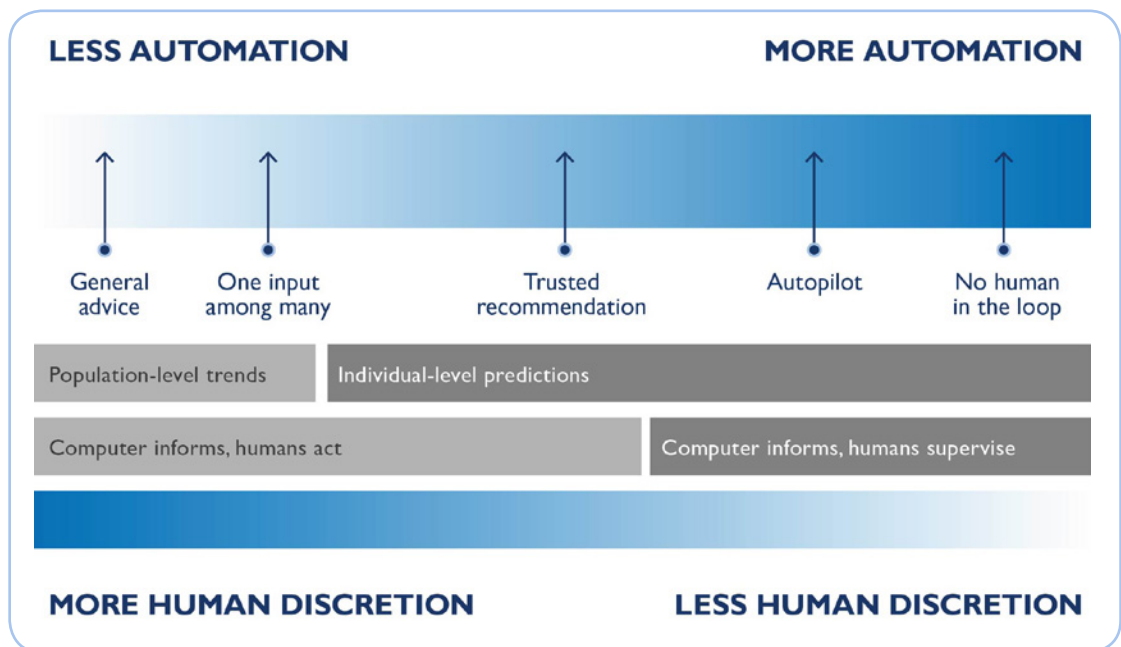 LESS AUTOMATION
MORE AUTOMATION
General
advice
One input
among many
Trusted
recommendation
Autopilot
No human
in the loop
Population-level trends
Individual-level predictions
Computer informs, humans act
Computer informs, humans supervise
MORE HUMAN DISCRETION
LESS HUMAN DISCRETION